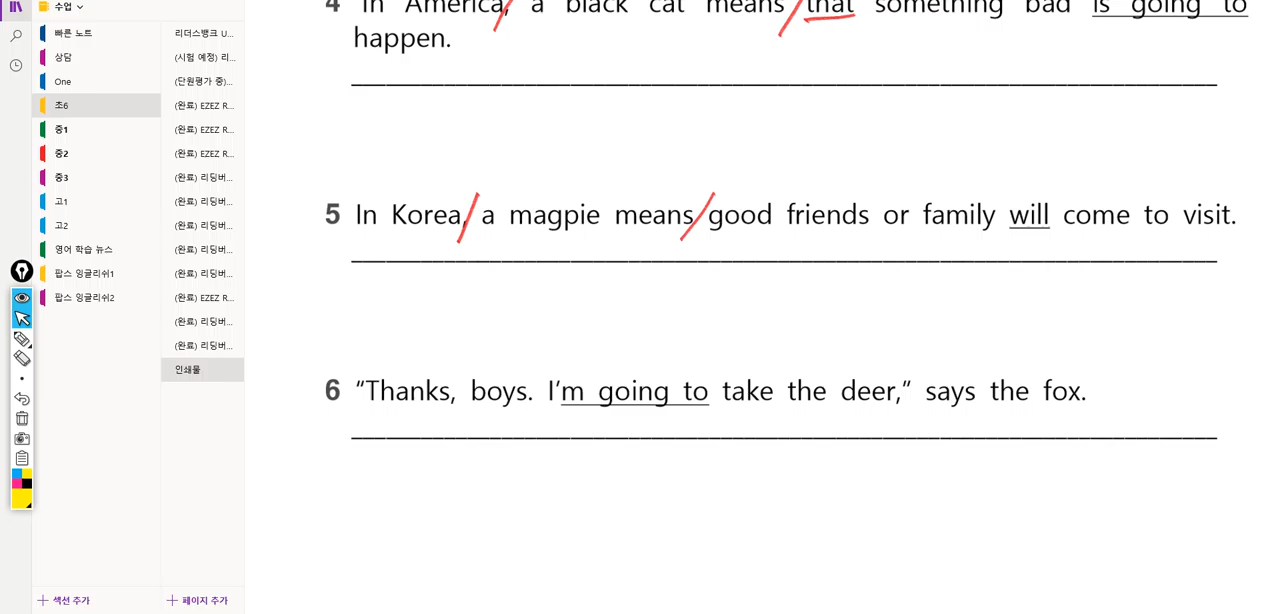 수업
빠른 노트
상담
One
초6
중1
중2
중3
고1
고2
영어 학습 뉴스
팝스 잉글리쉬1
팝스 잉글리쉬2
리더스뱅크 U...
(시험 예정) 리...
(단원평가 중)...
(완료) EZEZ R...
(완료) EZEZ R...
(완료) EZEZ R...
(완료) 리딩버...
(완료) 리딩버...
(완료) 리딩버...
(완료) 리딩버...
(완료) 리딩버...
(완료) EZEZ R...
(완료) 리딩버...
(완료) 리딩버...
인쇄물
섹션 추가
페이지 추가
4 In America, a black cat means that something bad is going to
happen.
5 In Korea, a magpie means good friends or family will come to visit.
6 “Thanks, boys. I’m going to take the deer,” says the fox.